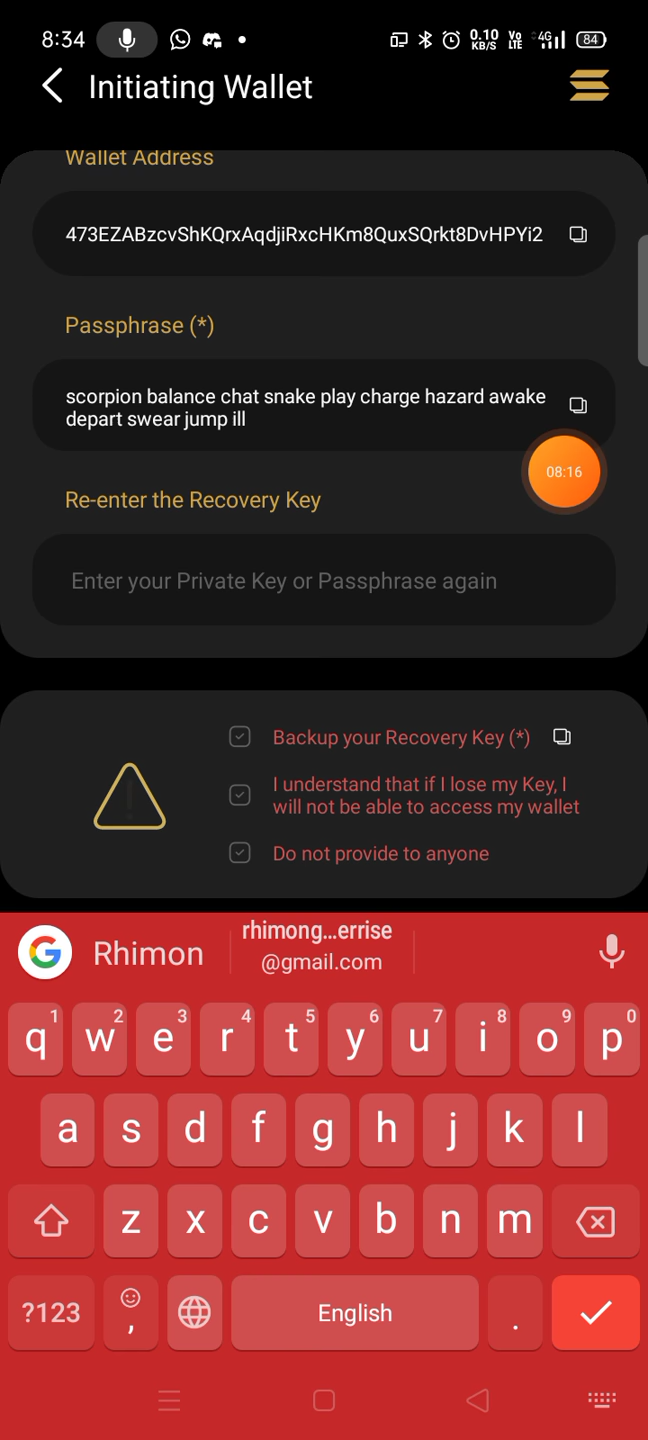 8:34
0.10 KB/S
Vo LTE
4G
84
Initiating Wallet
Wallet Address
473EZABzcvShKQrxAqdjiRxcHKm8QuxSQrkt8DvHPYi2
Passphrase (*)
scorpion balance chat snake play charge hazard awake
depart swear jump ill
08:16
Re-enter the Recovery Key
Enter your Private Key or Passphrase again
Backup your Recovery Key (*)
I understand that if I lose my Key, I
will not be able to access my wallet
Do not provide to anyone
Rhimon
rhimong...errise
@gmail.com
1 2 3 4 5 6 7 8 9 0
q w e r t y u i o p
a s d f g h j k l
z x c v b n m
?123 , English .